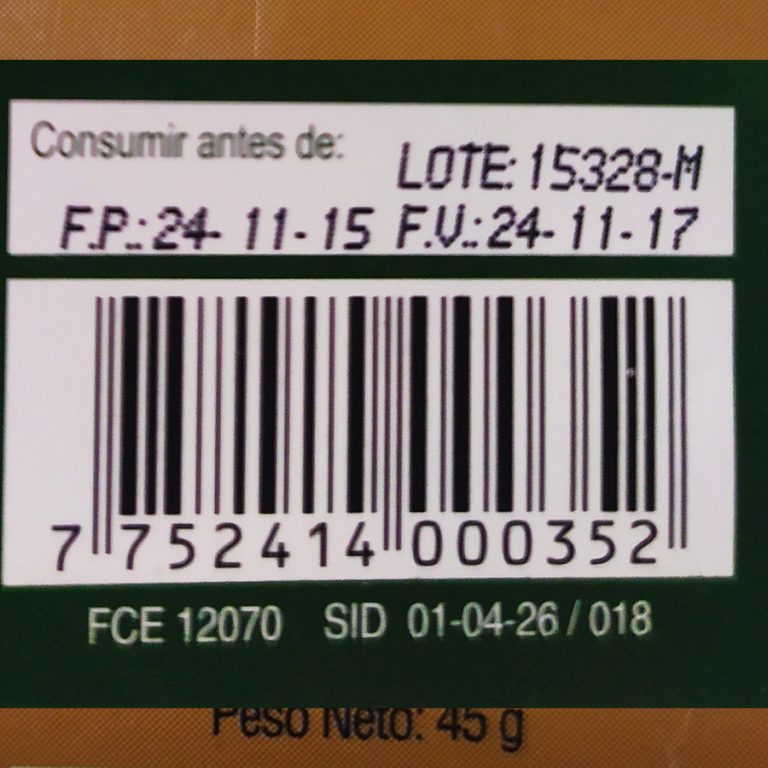 Consumir antes de:
LOTE: 15328-M
F.P.: 24- 11-15 F.V.: 24- 11-17
7 752414 000352
FCE 12070 SID 01-04-26 / 018
Peso Neto: 45 g